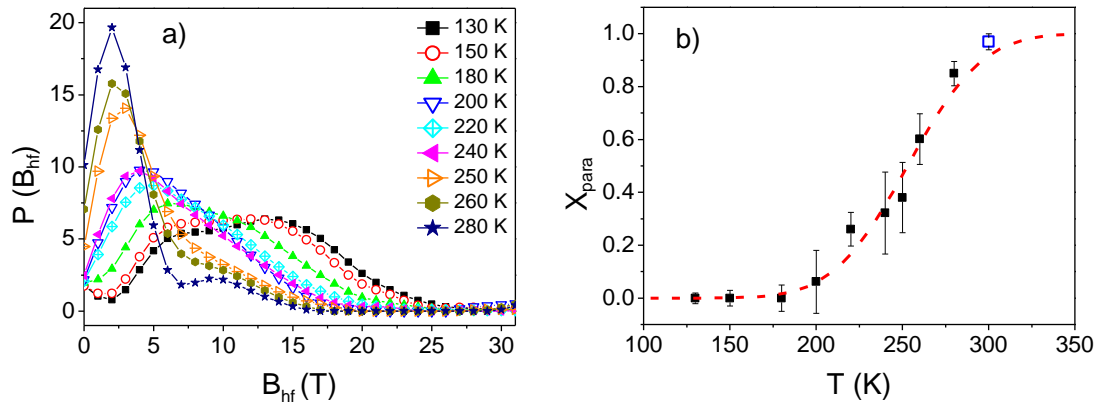 a)
130 K
150 K
180 K
200 K
220 K
240 K
250 K
260 K
280 K
20
15
10
5
0
P (B_hf)
0 5 10 15 20 25 30
B_hf (T)
b)
1.0
0.8
0.6
0.4
0.2
0.0
X_para
100 150 200 250 300 350
T (K)